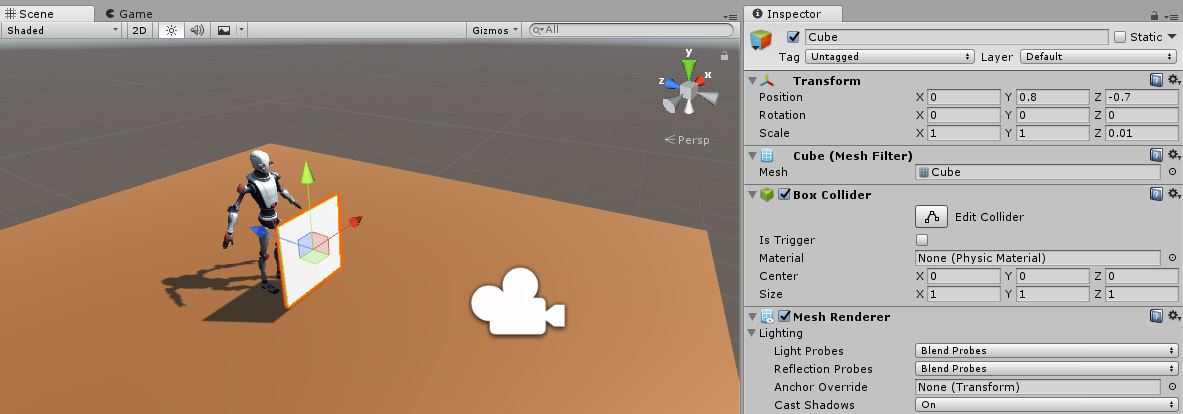 Scene
Game
Shaded
2D
Gizmos
All
y
z
x
Persp
Inspector
Cube
Static
Tag Untagged Layer Default
Transform
Position X 0 Y 0.8 Z -0.7
Rotation X 0 Y 0 Z 0
Scale X 1 Y 1 Z 0.01
Cube (Mesh Filter)
Mesh Cube
Box Collider
Edit Collider
Is Trigger
Material None (Physic Material)
Center X 0 Y 0 Z 0
Size X 1 Y 1 Z 1
Mesh Renderer
Lighting
Light Probes Blend Probes
Reflection Probes Blend Probes
Anchor Override None (Transform)
Cast Shadows On